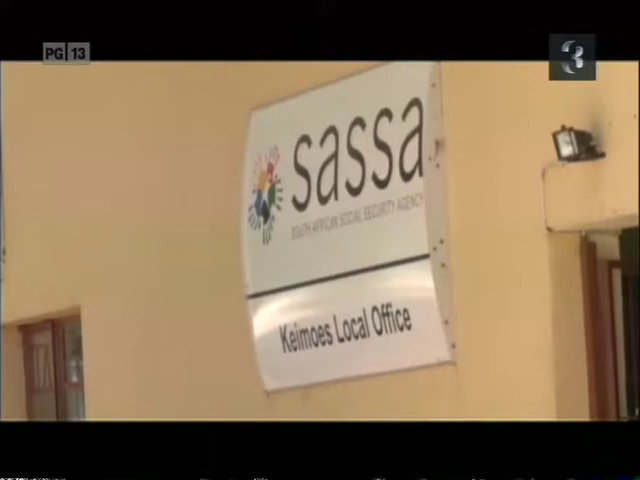 PG 13
3
sassa
SOUTH AFRICAN SOCIAL SECURITY AGENCY
Keimoes Local Office